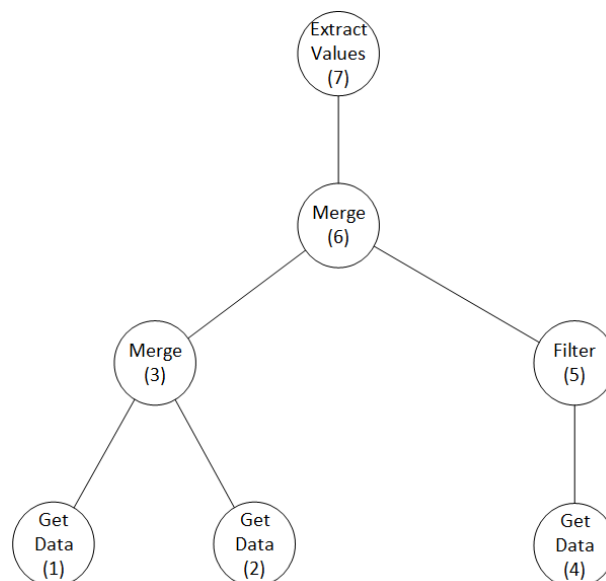 Extract
Values
(7)
Merge
(6)
Merge
(3)
Filter
(5)
Get
Data
(1)
Get
Data
(2)
Get
Data
(4)